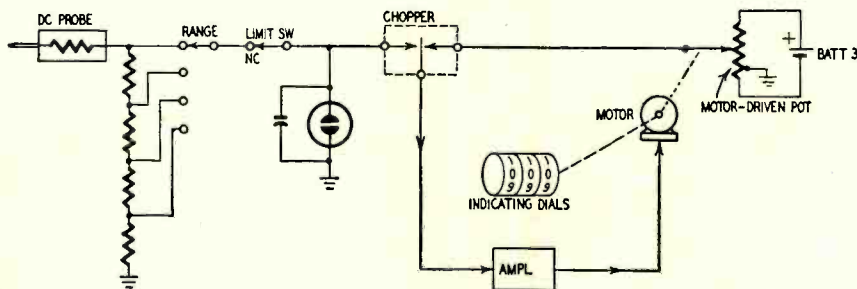 DC PROBE
RANGE
LIMIT SW
NC
CHOPPER
+
BATT 3
MOTOR-DRIVEN POT
MOTOR
INDICATING DIALS
AMPL.